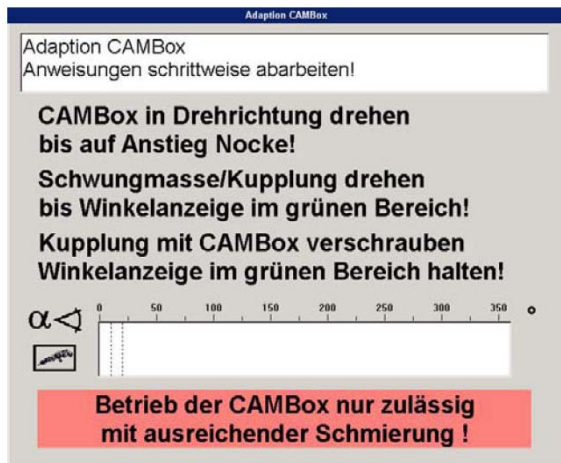 Adaption CAMBox
Adaption CAMBox
Anweisungen schrittweise abarbeiten!
CAMBox in Drehrichtung drehen
bis auf Anstieg Nocke!
Schwungmasse/Kupplung drehen
bis Winkelanzeige im grünen Bereich!
Kupplung mit CAMBox verschrauben
Winkelanzeige im grünen Bereich halten!
α 0 50 100 150 200 250 300 350 °
Betrieb der CAMBox nur zulässig
mit ausreichender Schmierung !